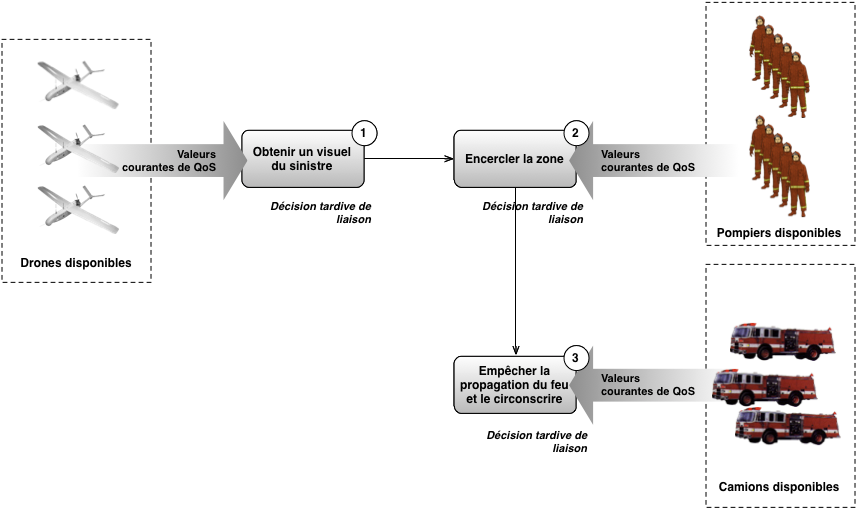 Valeurs
courantes de QoS
Drones disponibles
1
Obtenir un visuel
du sinistre
Décision tardive de
liaison
2
Encercler la zone
Décision tardive de
liaison
Valeurs
courantes de QoS
Pompiers disponibles
3
Empêcher la
propagation du feu
et le circonscrire
Décision tardive de
liaison
Valeurs
courantes de QoS
Camions disponibles